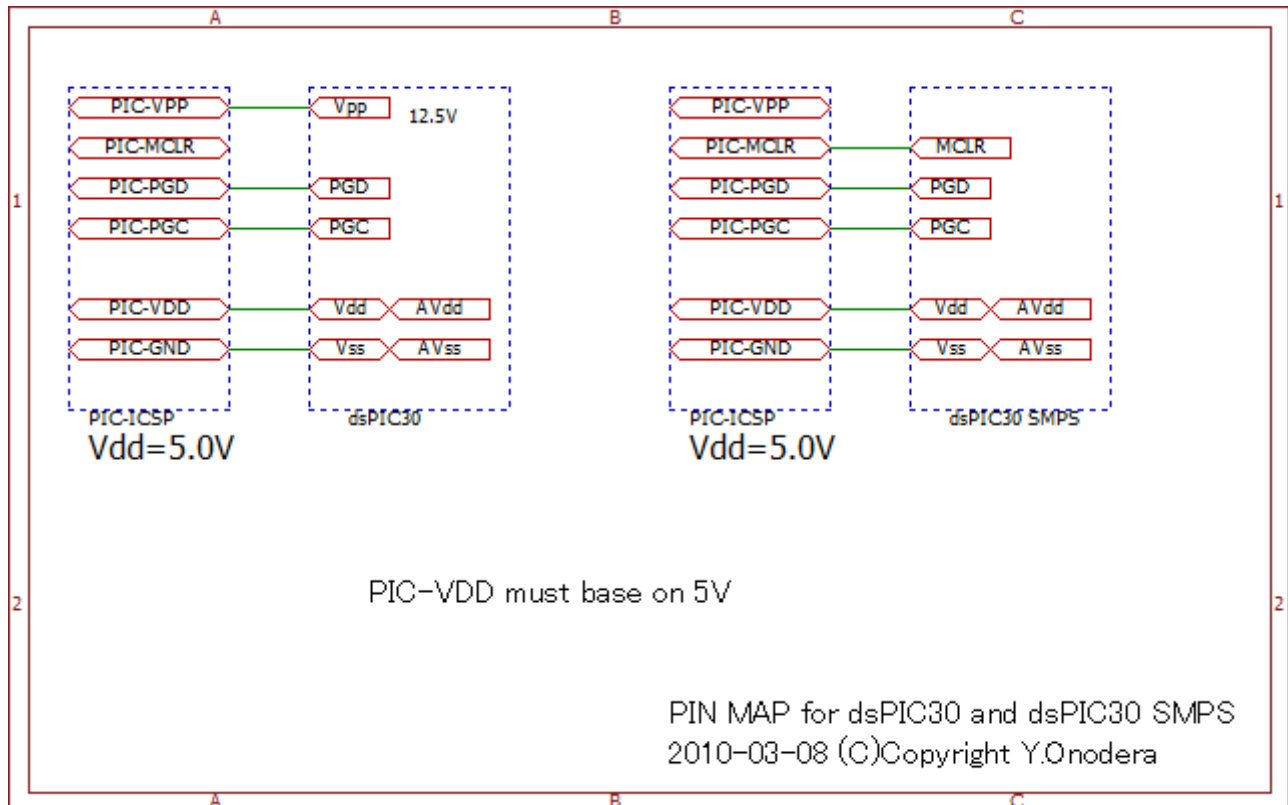 A B C
PIC-VPP Vpp 12.5V PIC-VPP
PIC-MCLR PIC-MCLR MCLR
1 PIC-PGD PGD PIC-PGD PGD 1
PIC-PGC PGC PIC-PGC PGC
PIC-VDD Vdd AVdd PIC-VDD Vdd AVdd
PIC-GND Vss AVss PIC-GND Vss AVss
PIC-ICSP dsPIC30 PIC-ICSP dsPIC30 SMPS
Vdd=5.0V Vdd=5.0V
2 PIC-VDD must base on 5V 2
PIN MAP for dsPIC30 and dsPIC30 SMPS
2010-03-08 (C)Copyright Y.Onodera
A B C